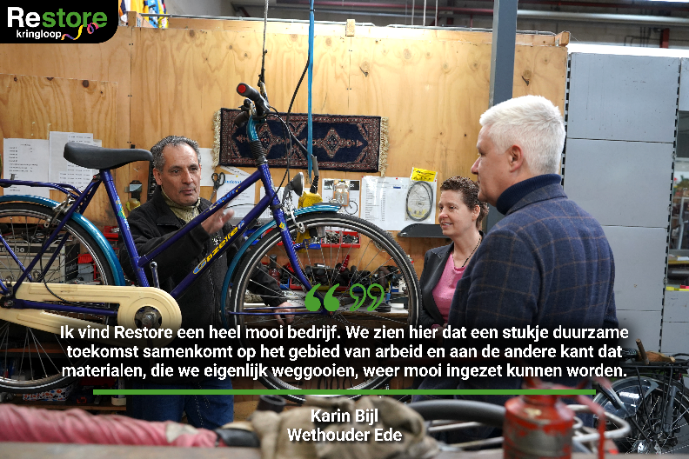 Restore
kringloop
Ik vind Restore een heel mooi bedrijf. We zien hier dat een stukje duurzame
toekomst samenkomt op het gebied van arbeid en aan de andere kant dat
materialen, die we eigenlijk weggooien, weer mooi ingezet kunnen worden.
Karin Bijl
Wethouder Ede